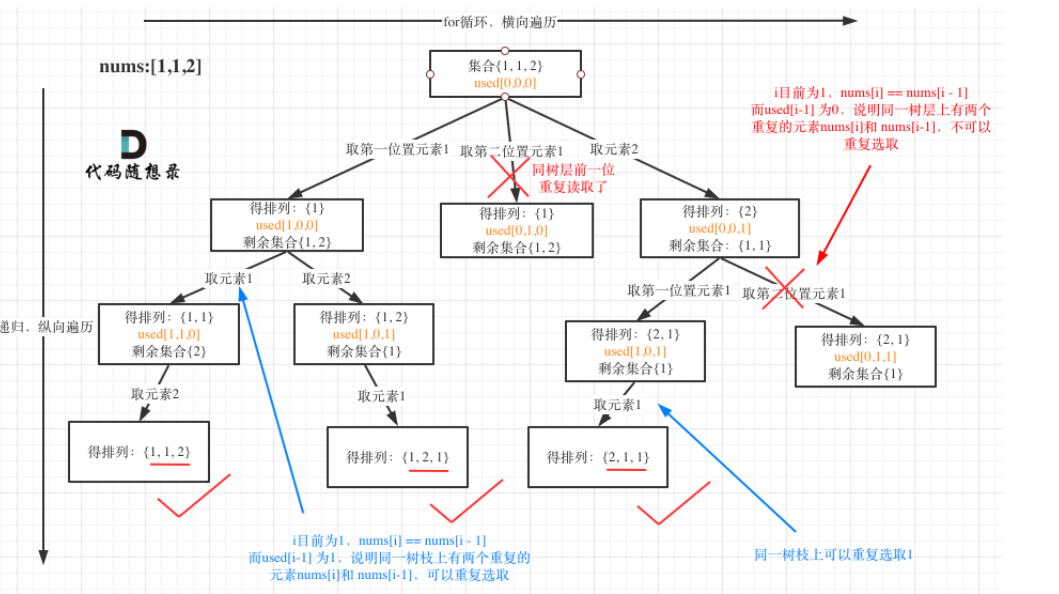 for循环，横向遍历
nums:[1,1,2]
集合{1, 1, 2}
used[0,0,0]
i目前为1，nums[i] == nums[i - 1]
而used[i-1] 为0，说明同一树层上有两个
重复的元素nums[i]和 nums[i-1]，不可以
重复选取
代码随想录
取第一位置元素1
取第二位置元素1
取元素2
同树层前一位
重复读取了
得排列：{1}
used[1,0,0]
剩余集合{1, 2}
得排列：{1}
used[0,1,0]
剩余集合{1, 2}
得排列：{2}
used[0,0,1]
剩余集合：{1, 1}
取元素1
取元素2
取第一位置元素1
取第二位置元素1
递归，纵向遍历
得排列：{1, 1}
used[1,1,0]
剩余集合{2}
得排列：{1, 2}
used[1,0,1]
剩余集合{1}
得排列：{2, 1}
used[1,0,1]
剩余集合{1}
得排列：{2, 1}
used[0,1,1]
剩余集合{1}
取元素2
取元素1
取元素1
得排列：{1, 1, 2}
得排列：{1, 2, 1}
得排列：{2, 1, 1}
i目前为1，nums[i] == nums[i - 1]
而used[i-1] 为1，说明同一树枝上有两个重复的
元素nums[i]和 nums[i-1]，可以重复选取
同一树枝上可以重复选取1